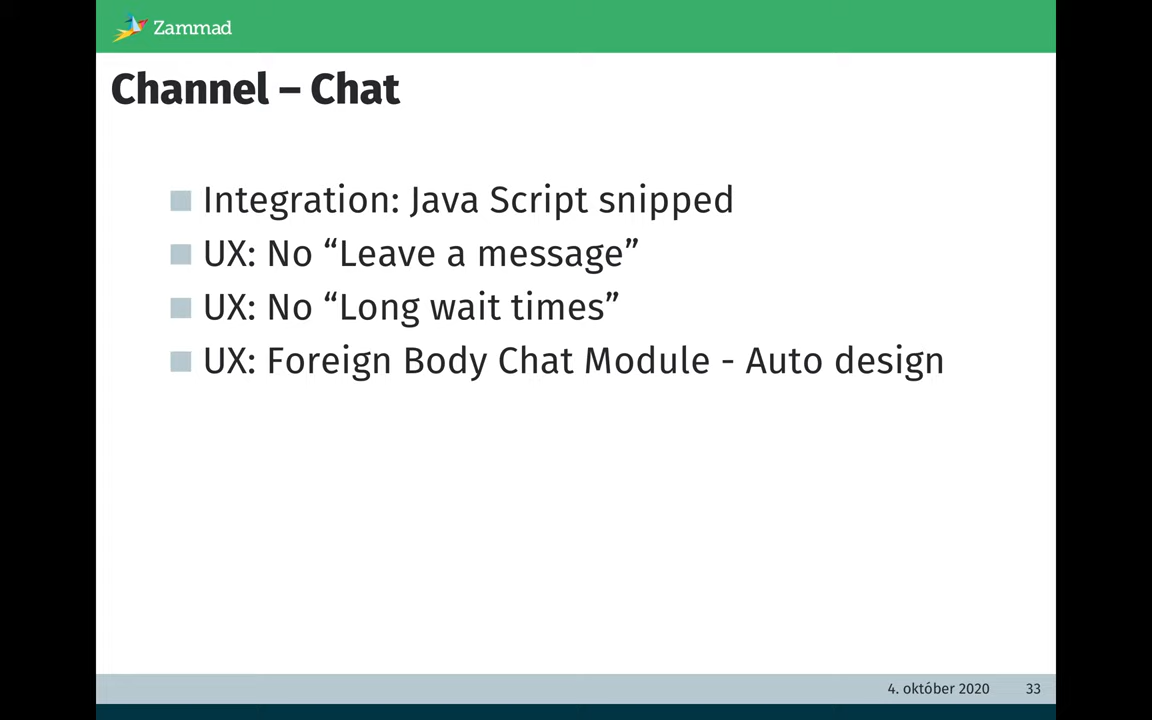 Zammad
Channel – Chat
Integration: Java Script snipped
UX: No “Leave a message”
UX: No “Long wait times”
UX: Foreign Body Chat Module - Auto design
4. október 2020 33